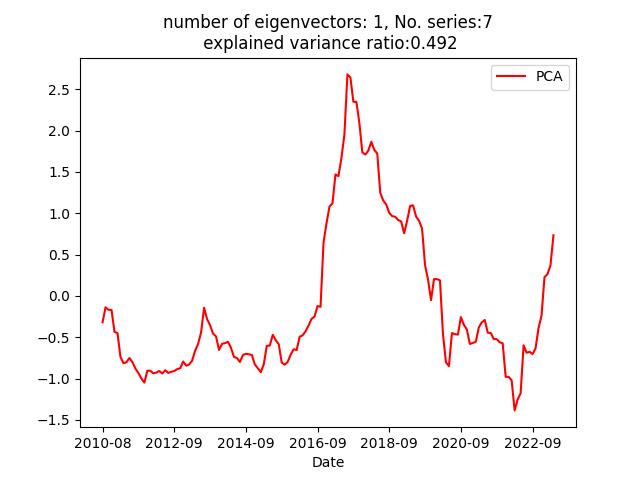 number of eigenvectors: 1, No. series:7
explained variance ratio:0.492
PCA
2.5
2.0
1.5
1.0
0.5
0.0
−0.5
−1.0
−1.5
2010-08 2012-09 2014-09 2016-09 2018-09 2020-09 2022-09
Date